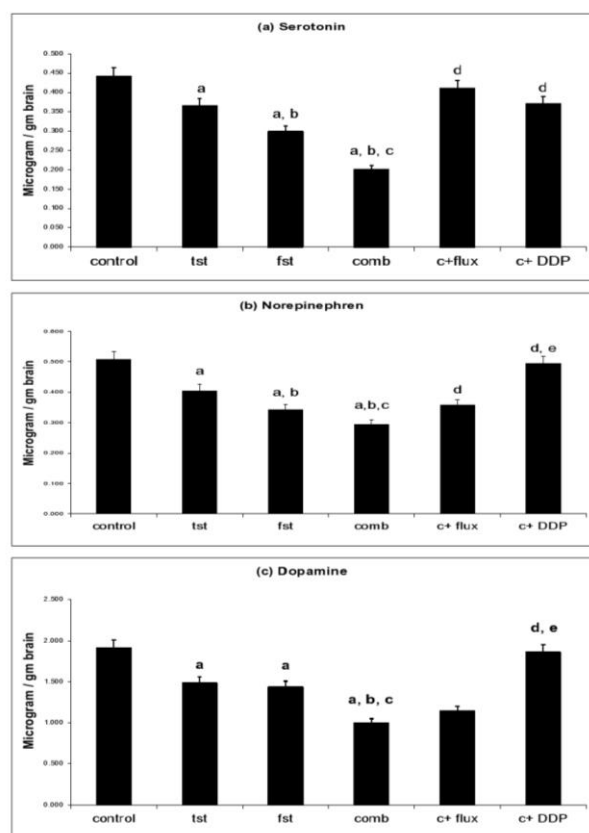 (a) Serotonin
Microgram / gm brain
0.500
0.450
0.400
0.350
0.300
0.250
0.200
0.150
0.100
0.050
0.000
a
a, b
a, b, c
d
d
control tst fst comb c+flux c+ DDP
(b) Norepinephren
Microgram / gm brain
0.600
0.500
0.400
0.300
0.200
0.100
0.000
a
a, b
a,b,c
d
d, e
control tst fst comb c+ flux c+ DDP
(c) Dopamine
Microgram / gm brain
2.500
2.000
1.500
1.000
0.500
0.000
a
a
a, b, c
d, e
control tst fst comb c+ flux c+ DDP